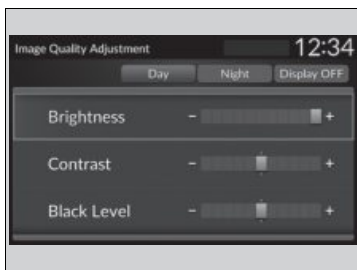 Image Quality Adjustment 12:34
Day Night Display OFF
Brightness - +
Contrast - +
Black Level - +